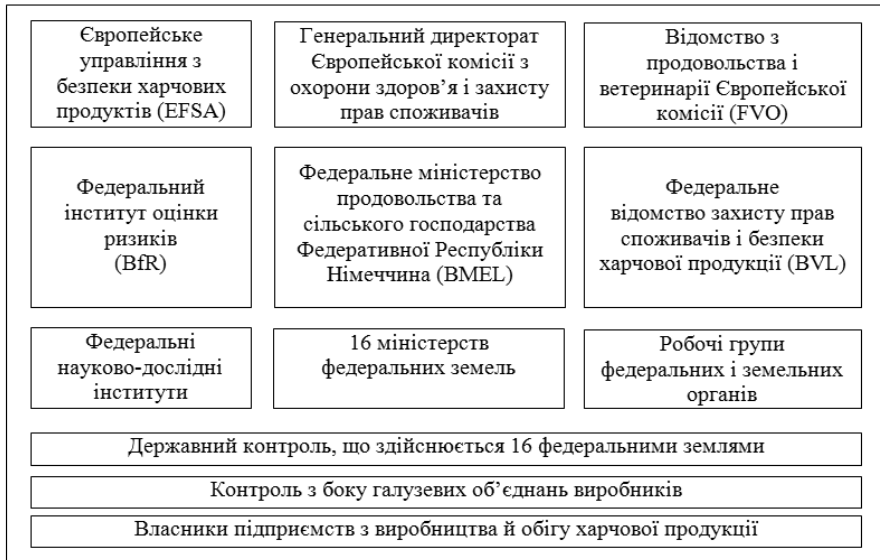 Європейське
управління з
безпеки харчових
продуктів (EFSA)
Генеральний директорат
Європейської комісії з
охорони здоров’я і захисту
прав споживачів
Відомство з
продовольства і
ветеринарії Європейської
комісії (FVO)
Федеральний
інститут оцінки
ризиків
(BfR)
Федеральне міністерство
продовольства та
сільського господарства
Федеративної Республіки
Німеччина (BMEL)
Федеральне
відомство захисту прав
споживачів і безпеки
харчової продукції (BVL)
Федеральні
науково-дослідні
інститути
16 міністерств
федеральних земель
Робочі групи
федеральних і земельних
органів
Державний контроль, що здійснюється 16 федеральними землями
Контроль з боку галузевих об’єднань виробників
Власники підприємств з виробництва й обігу харчової продукції